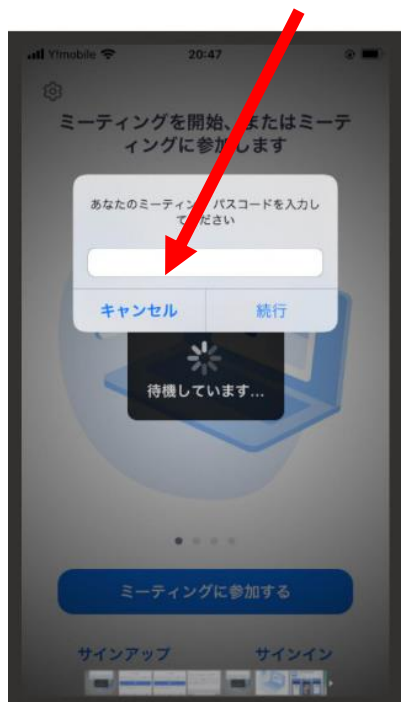 Y!mobile 20:47
ミーティングを開始、またはミーテ
ィングに参加します
あなたのミーティング パスコードを入力し
てください
キャンセル 続行
待機しています...
ミーティングに参加する
サインアップ サインイン